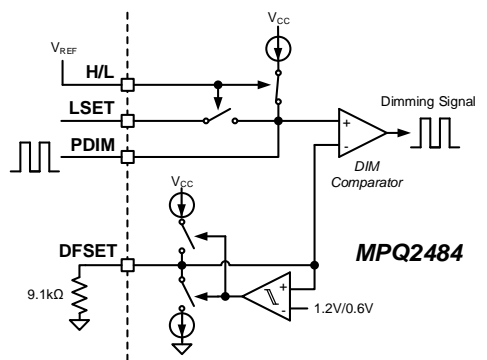 VCC
VREF
H/L
LSET
PDIM
Dimming Signal
+
-
DIM
Comparator
VCC
DFSET
MPQ2484
9.1kΩ
+
-
1.2V/0.6V